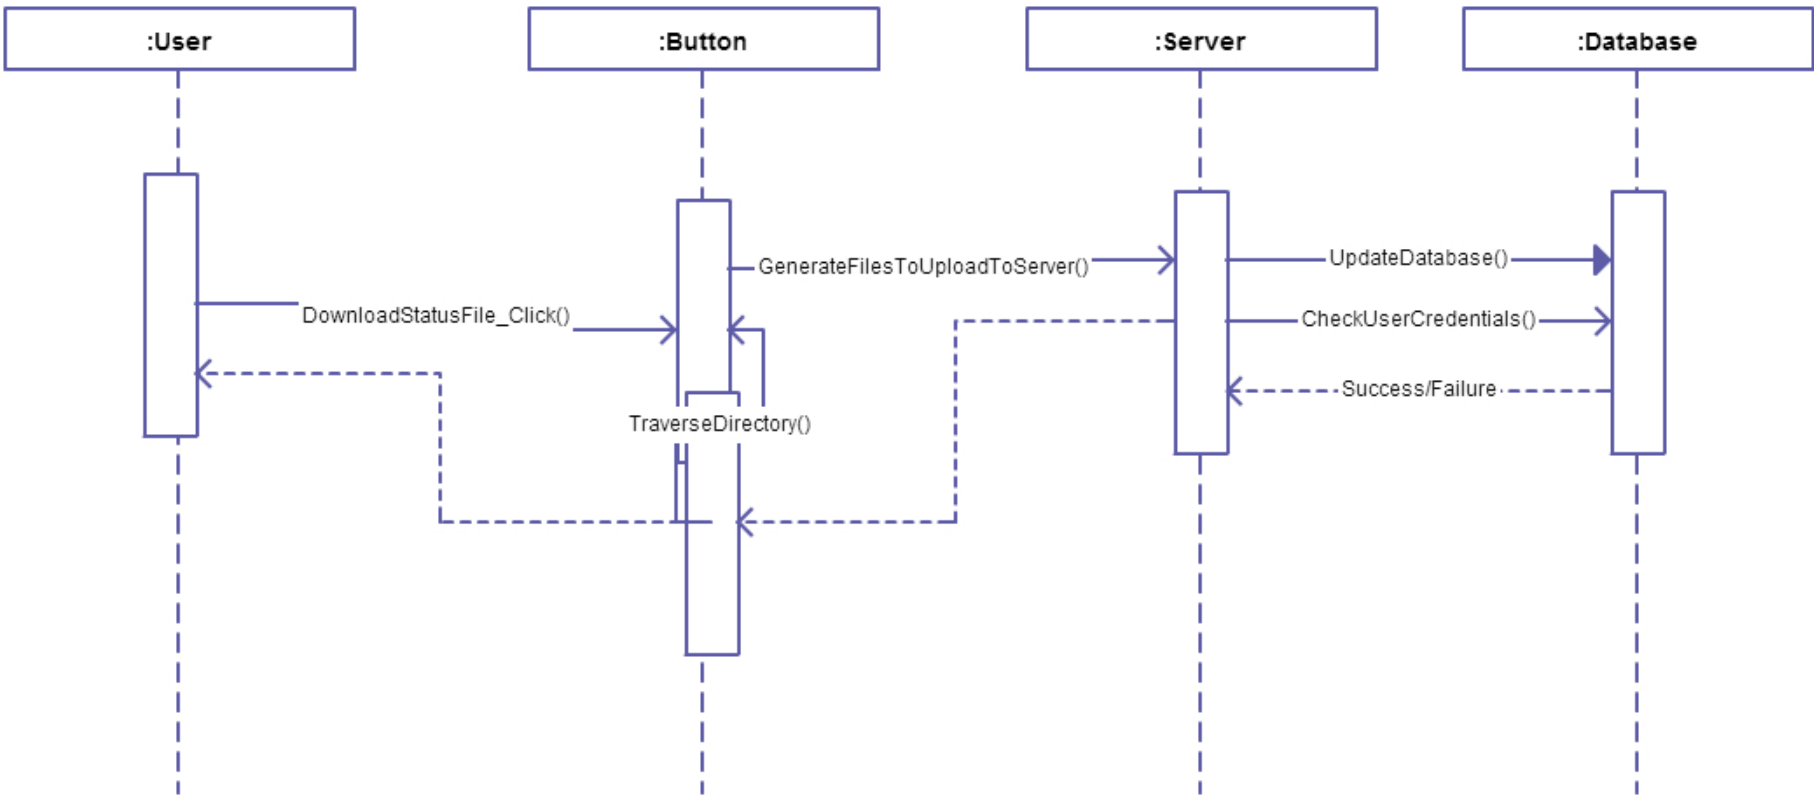 :User
:Button
:Server
:Database
GenerateFilesToUploadToServer()
UpdateDatabase()
DownloadStatusFile_Click()
CheckUserCredentials()
Success/Failure
TraverseDirectory()